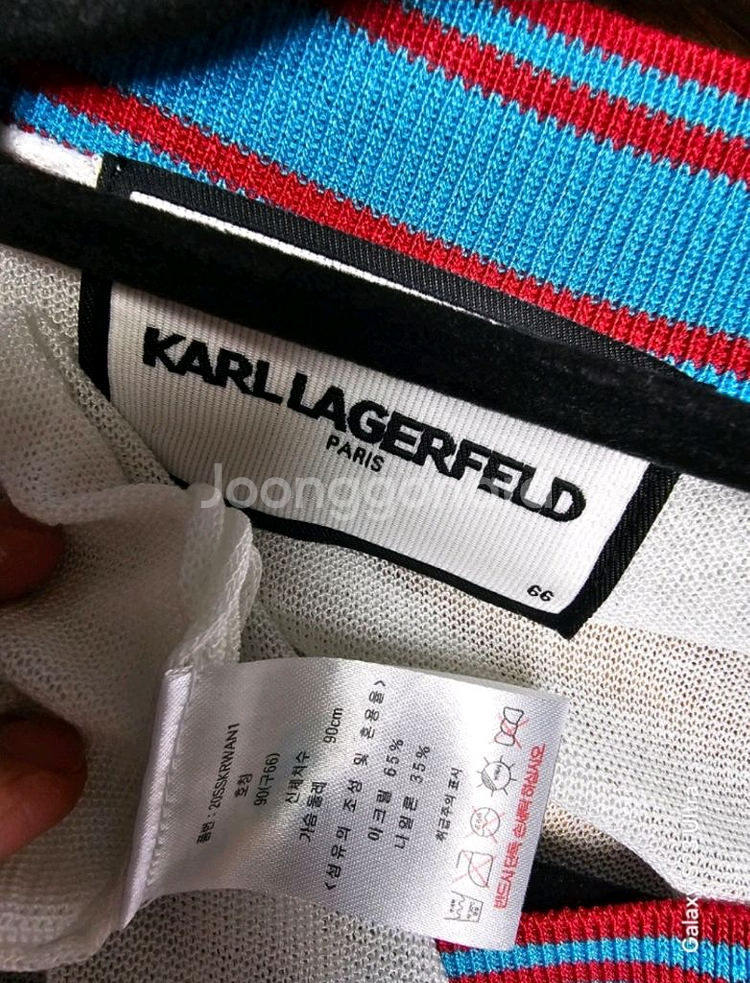 KARL LAGERFELD
PARIS
Joonggonara
66
품번 : 20SSKRWAN1
호칭
90(구66)
신체치수
가슴둘레 90cm
<섬유의 조성 및 혼용율>
아크릴 65%
나일론 35%
취급주의 표시
반드시 단독 손세탁 하십시오
Galax